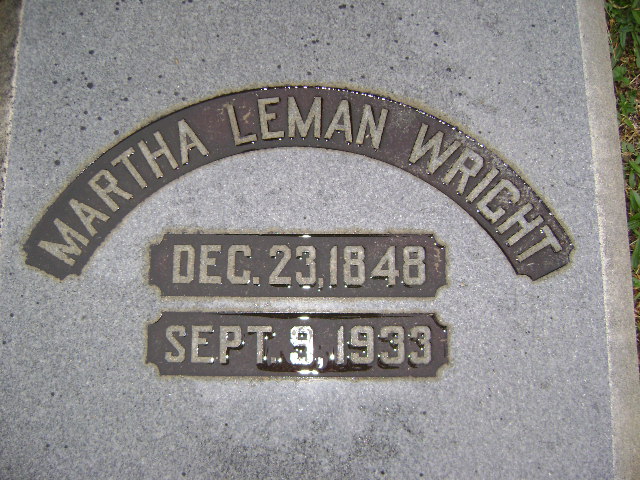 MARTHA LEMAN WRIGHT
DEC. 23, 1848
SEPT. 9, 1933